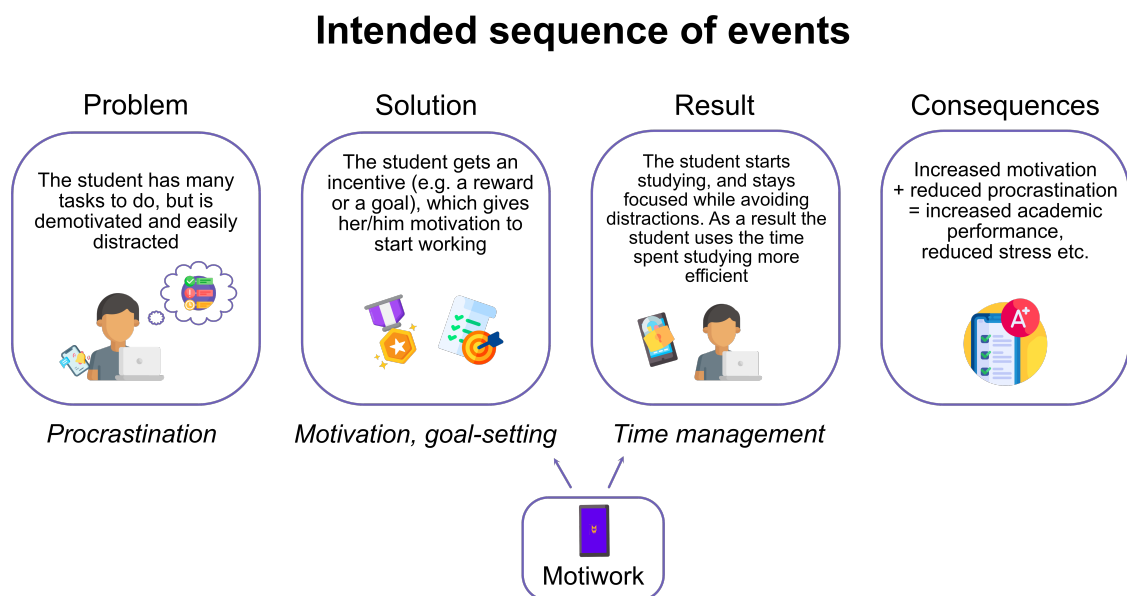 Intended sequence of events
Problem
The student has many
tasks to do, but is
demotivated and easily
distracted
Procrastination
Solution
The student gets an
incentive (e.g. a reward
or a goal), which gives
her/him motivation to
start working
Motivation, goal-setting
Result
The student starts
studying, and stays
focused while avoiding
distractions. As a result the
student uses the time
spent studying more
efficient
Time management
Consequences
Increased motivation
+ reduced procrastination
= increased academic
performance,
reduced stress etc.
A+
Motiwork